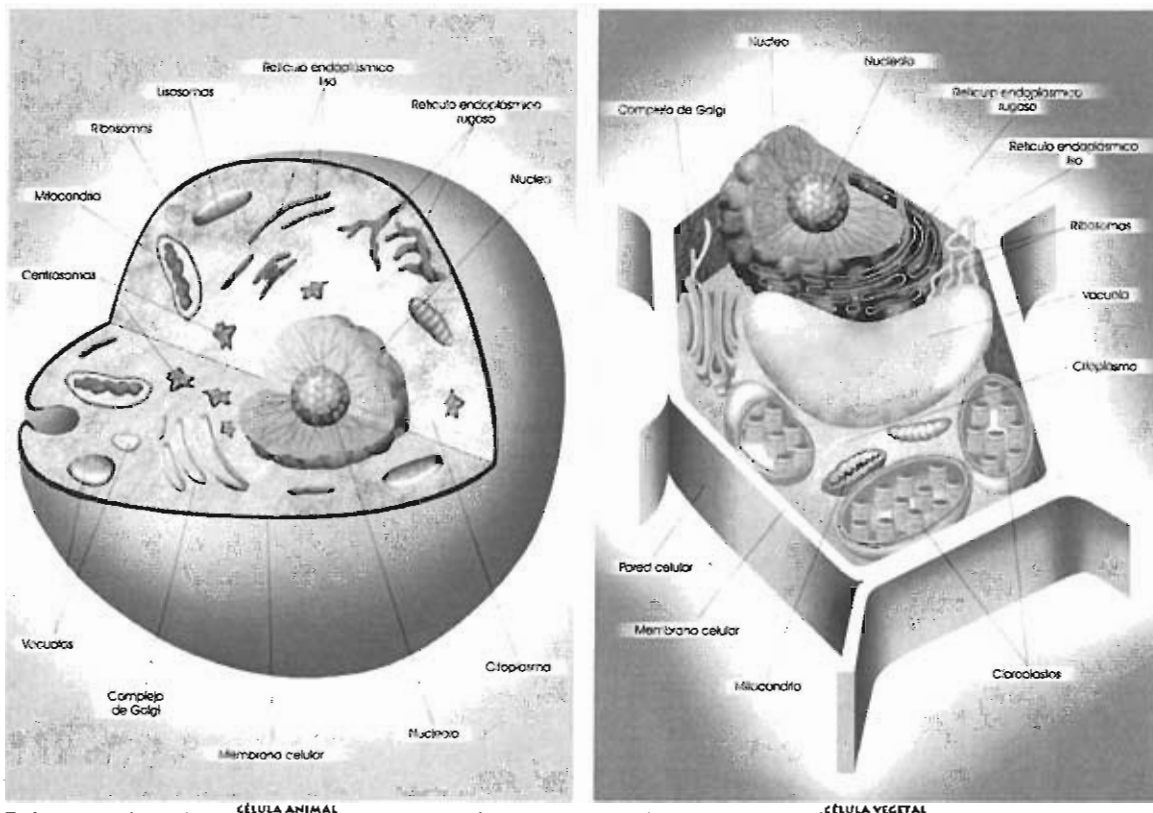 Retículo endoplásmico
liso
Lisosomas
Retículo endoplásmico
rugoso
Ribosomas
Núcleo
Mitocondria
Centrosomas
Vacuolas
Citoplasma
Complejo
de Golgi
Nucleolo
Membrana celular
CÉLULA ANIMAL
Núcleo
Nucleolo
Retículo endoplásmico
rugoso
Complejo de Golgi
Retículo endoplásmico
liso
Ribosomas
Vacuola
Citoplasma
Pared celular
Membrana celular
Mitocondria
Cloroplastos
CÉLULA VEGETAL